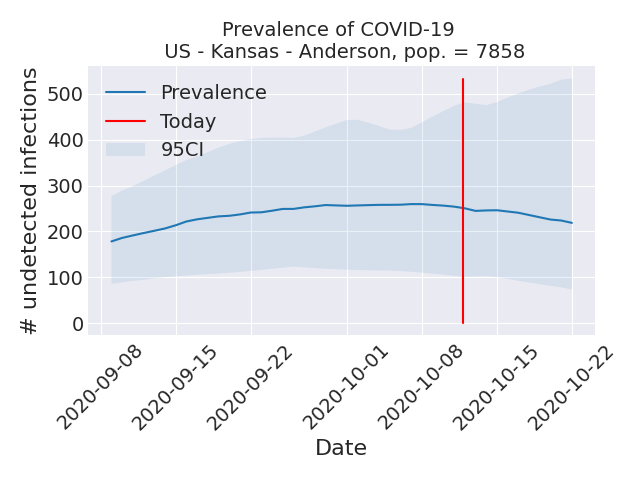 Prevalence of COVID-19
US - Kansas - Anderson, pop. = 7858
# undetected infections
500
400
300
200
100
0
Prevalence
Today
95CI
2020-09-08
2020-09-15
2020-09-22
2020-10-01
2020-10-08
2020-10-15
2020-10-22
Date